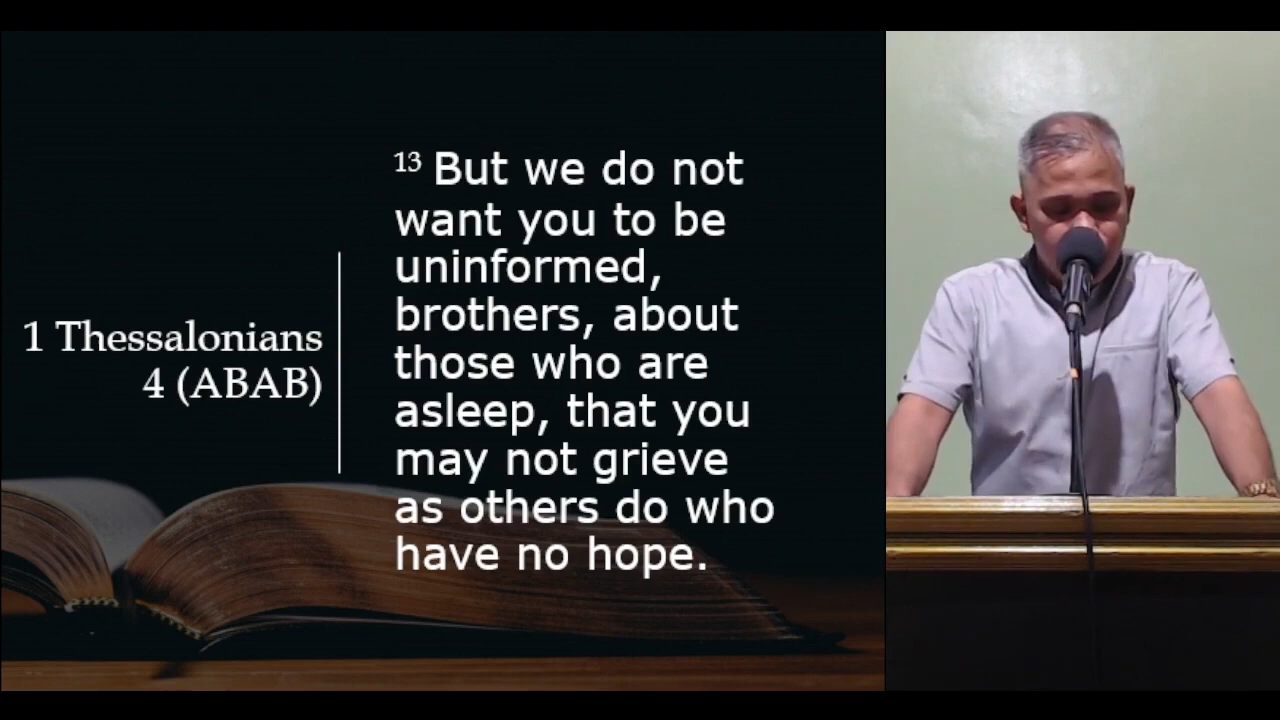 1 Thessalonians
4 (ABAB)
13 But we do not
want you to be
uninformed,
brothers, about
those who are
asleep, that you
may not grieve
as others do who
have no hope.